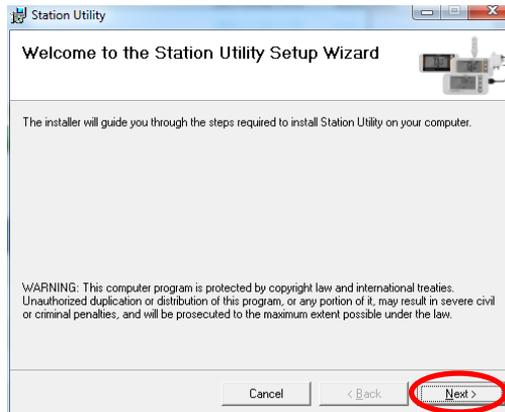 Station Utility
Welcome to the Station Utility Setup Wizard
The installer will guide you through the steps required to install Station Utility on your computer.
WARNING: This computer program is protected by copyright law and international treaties.
Unauthorized duplication or distribution of this program, or any portion of it, may result in severe civil
or criminal penalties, and will be prosecuted to the maximum extent possible under the law.
Cancel < Back Next >